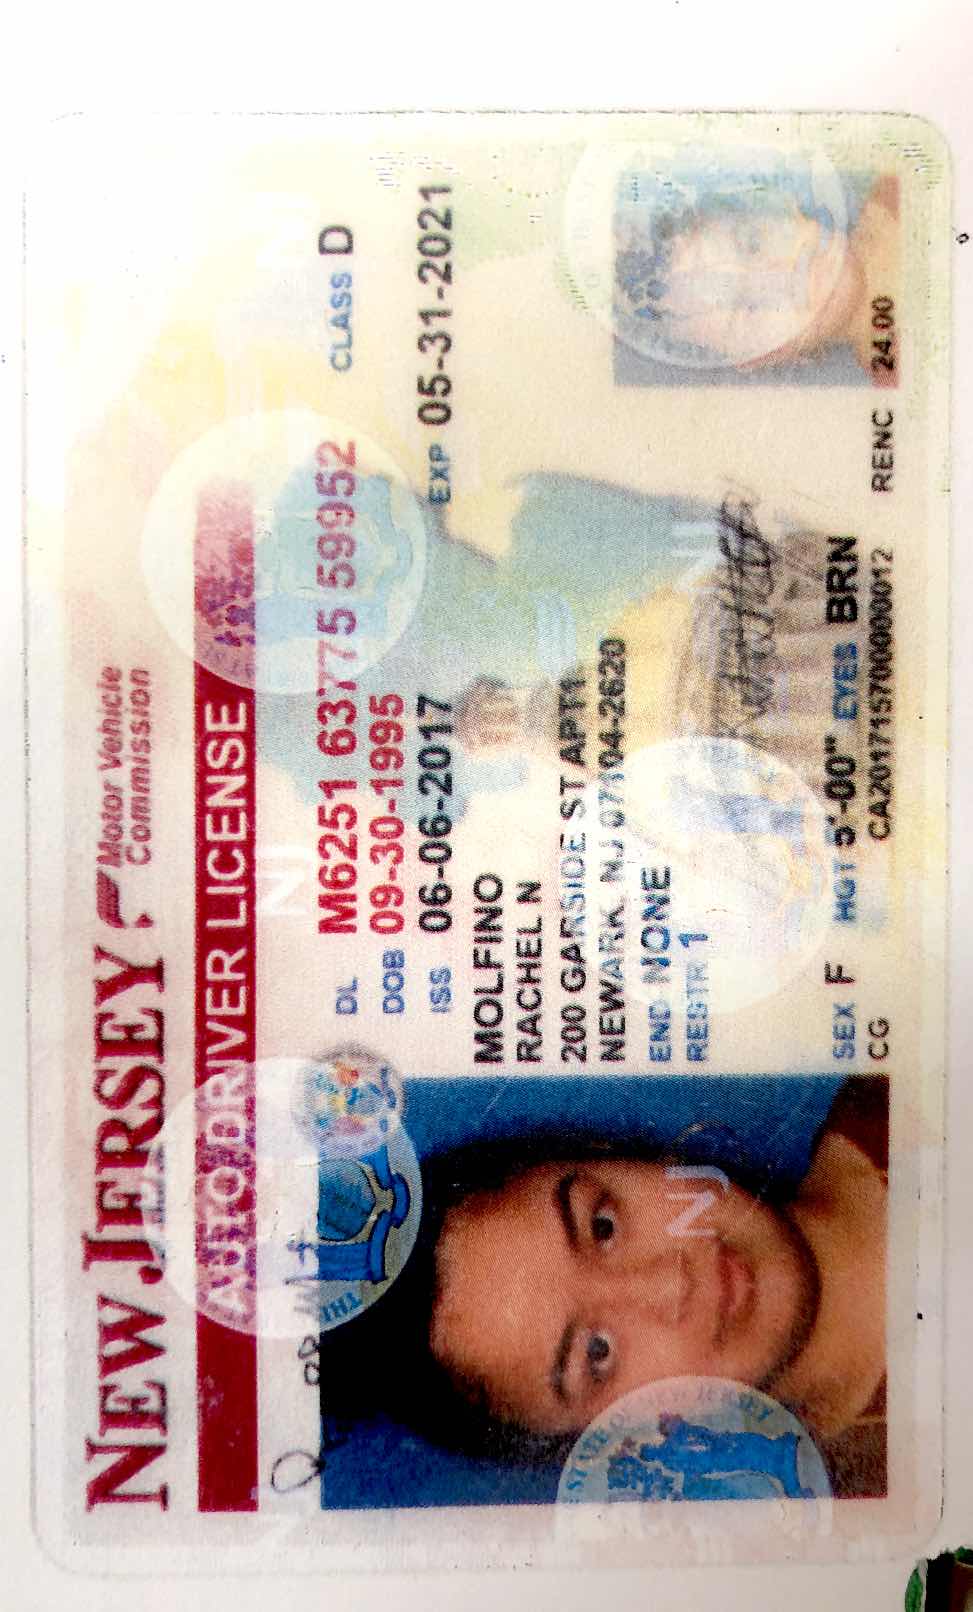 NEW JERSEY Motor Vehicle Commission
AUTO DRIVER LICENSE
NJ NJ
DL M6251 63775 59952 CLASS D
DOB 09-30-1995
ISS 06-06-2017 EXP 05-31-2021
MOLFINO
RACHEL N
200 GARSIDE ST APT1
NEWARK, NJ 07104-2620
END NONE
RESTR 1
NJ NJ
SEX F HGT 5'-00" EYES BRN
CG CA201715700000012 RENC 24.00